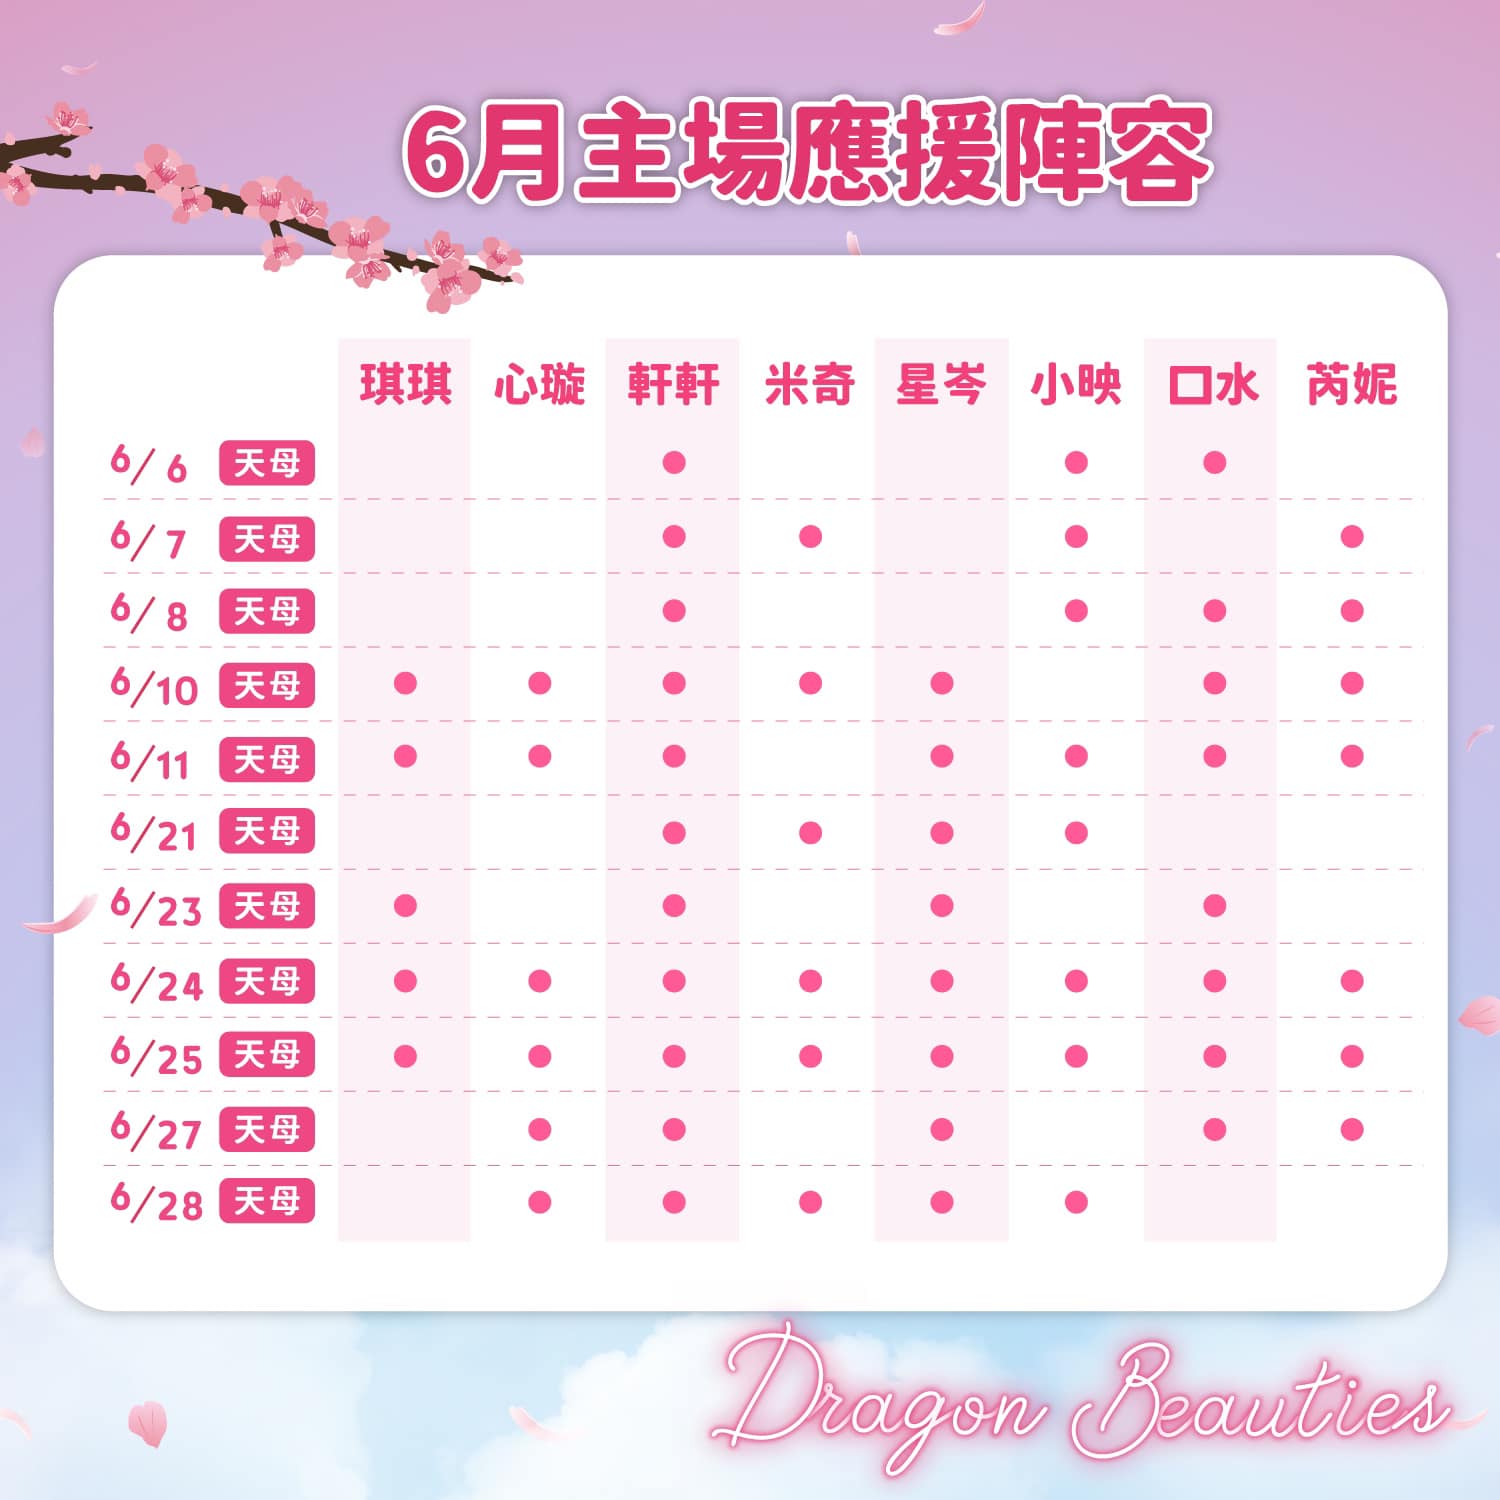 6月主場應援陣容
琪琪 心璇 軒軒 米奇 星岑 小映 口水 芮妮
6/6 天母 ● ● ●
6/7 天母 ● ● ● ●
6/8 天母 ● ● ● ●
6/10 天母 ● ● ● ● ● ● ●
6/11 天母 ● ● ● ● ● ● ●
6/21 天母 ● ● ● ●
6/23 天母 ● ● ● ●
6/24 天母 ● ● ● ● ● ● ● ●
6/25 天母 ● ● ● ● ● ● ● ●
6/27 天母 ● ● ● ● ●
6/28 天母 ● ● ● ● ●
Dragon Beauties